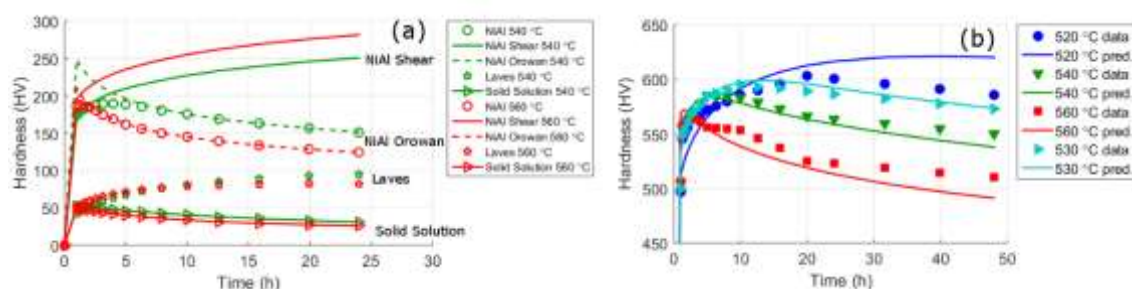 300
250
200
150
100
50
0
Hardness (HV)
0 5 10 15 20 25 30
Time (h)
(a)
NiAl Shear
NiAl Orowan
Laves
Solid Solution
NiAl 540 °C
NiAl Shear 540 °C
NiAl Orowan 540 °C
Laves 540 °C
Solid Solution 540 °C
NiAl 560 °C
NiAl Shear 560 °C
NiAl Orowan 560 °C
Laves 560 °C
Solid Solution 560 °C
650
600
550
500
450
Hardness (HV)
0 10 20 30 40 50
Time (h)
(b)
520 °C data
520 °C pred.
540 °C data
540 °C pred.
560 °C data
560 °C pred.
530 °C data
530 °C pred.